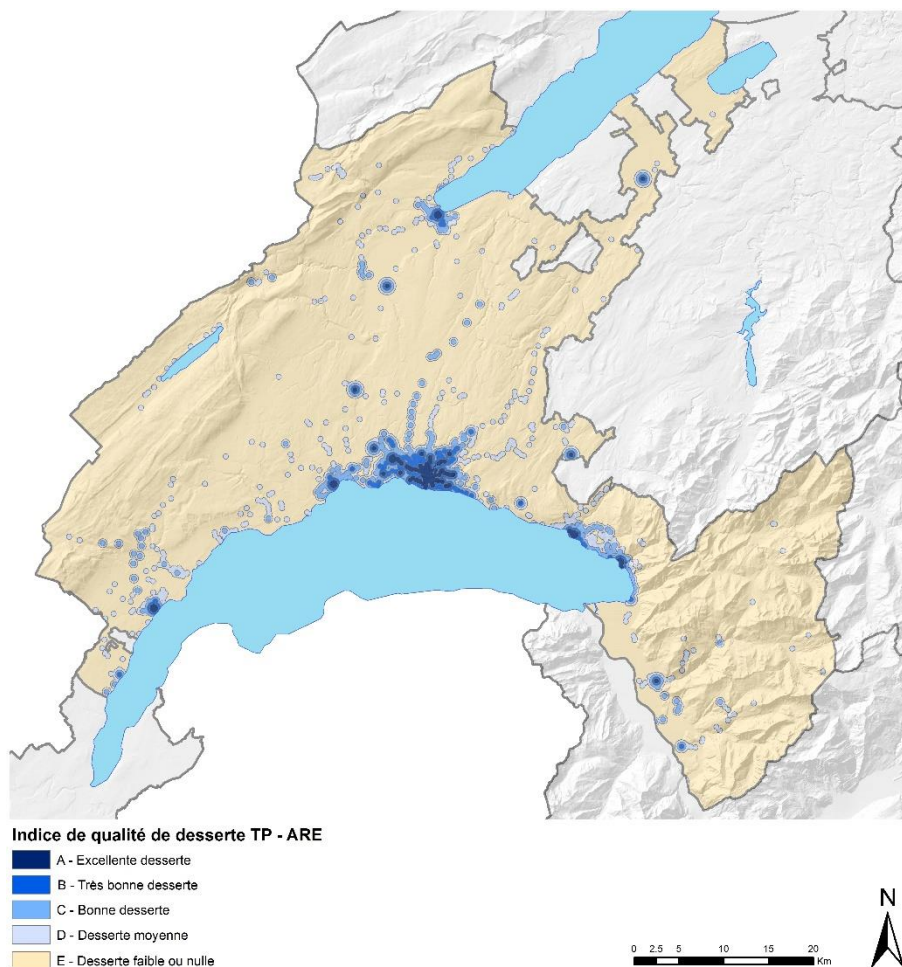 Indice de qualité de desserte TP - ARE
A - Excellente desserte
B - Très bonne desserte
C - Bonne desserte
D - Desserte moyenne
E - Desserte faible ou nulle
N
0 2.5 5 10 15 20
Km